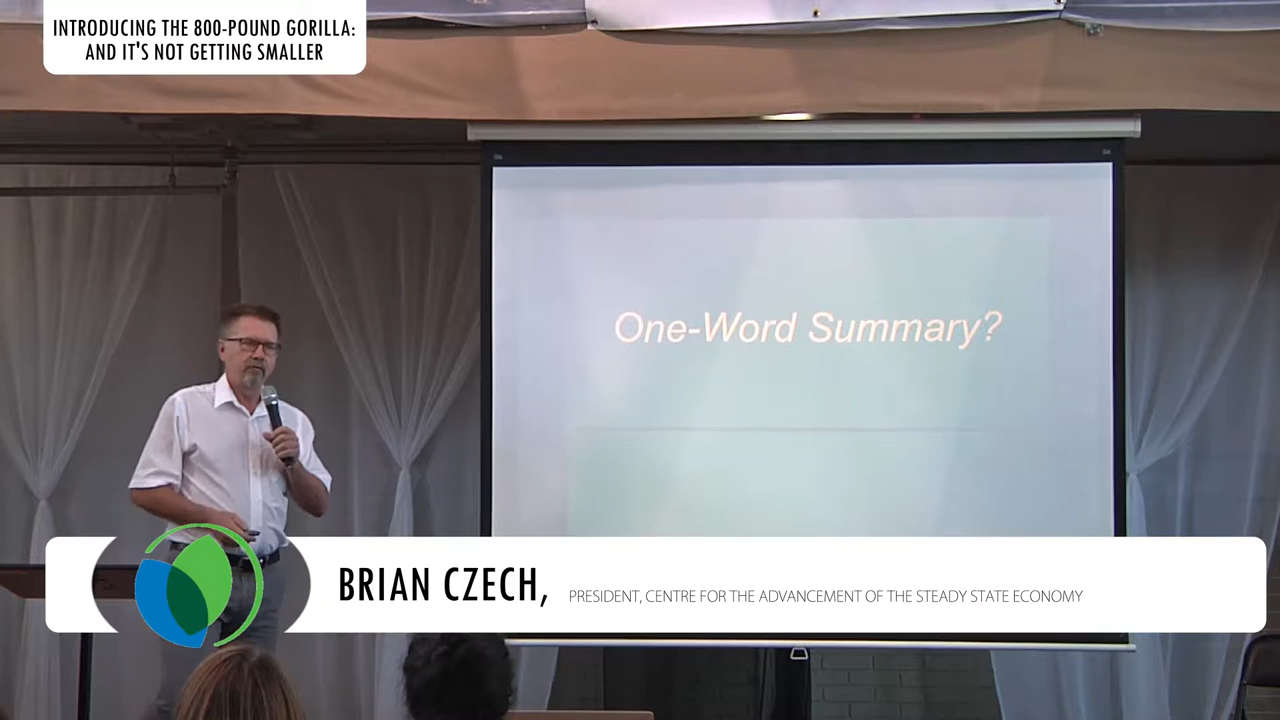 INTRODUCING THE 800-POUND GORILLA:
AND IT'S NOT GETTING SMALLER
One-Word Summary?
BRIAN CZECH, PRESIDENT, CENTRE FOR THE ADVANCEMENT OF THE STEADY STATE ECONOMY